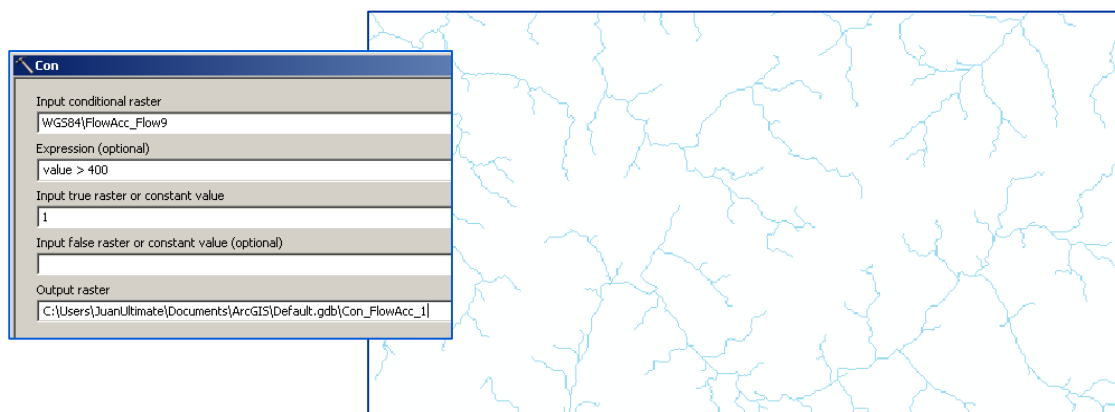 Con
Input conditional raster
WGS84\FlowAcc_Flow9
Expression (optional)
value > 400
Input true raster or constant value
1
Input false raster or constant value (optional)
Output raster
C:\Users\JuanUltimate\Documents\ArcGIS\Default.gdb\Con_FlowAcc_1